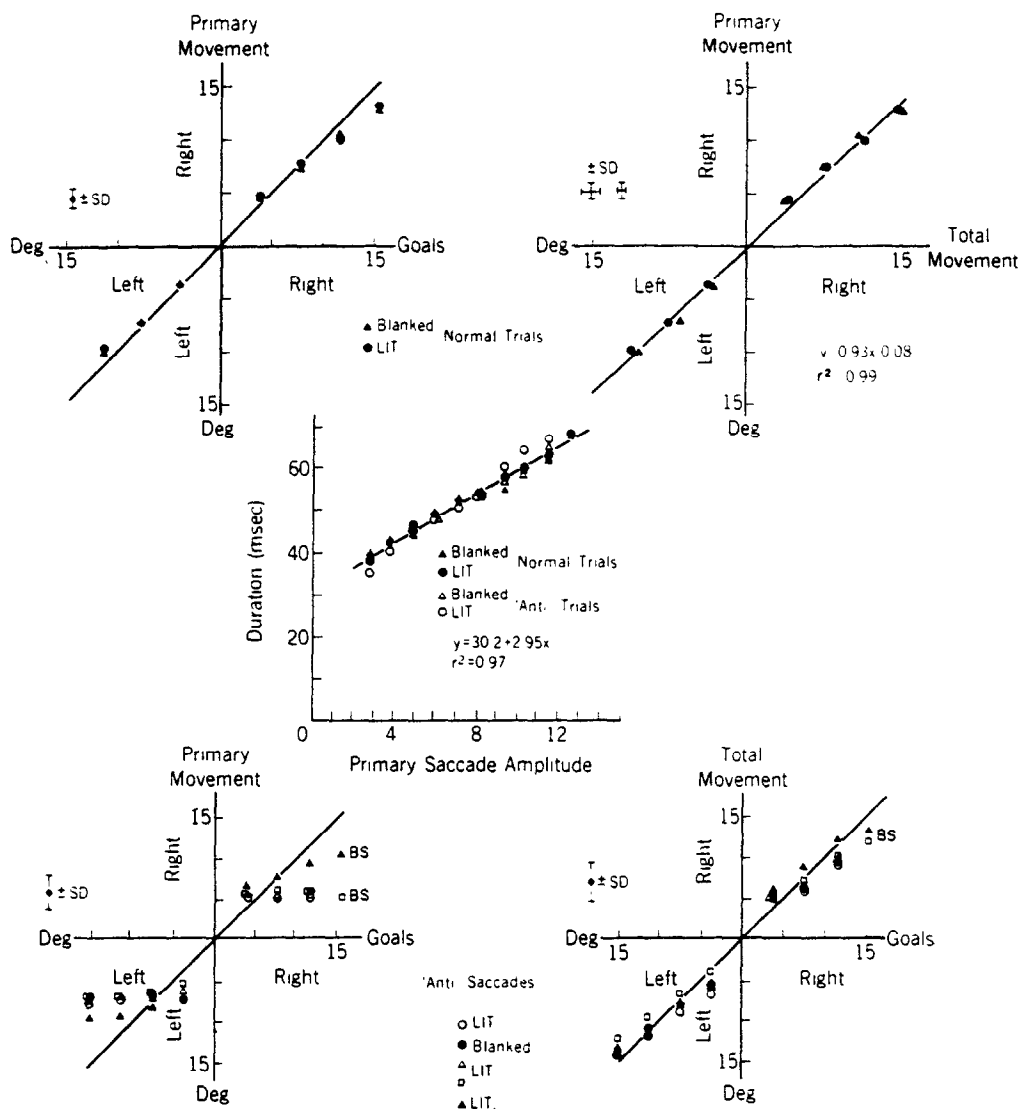 Primary
Movement
15
Right
± SD
Deg
15
15
Goals
Left
Right
Left
15
Deg
▲ Blanked Normal Trials
● LIT
Primary
Movement
15
Right
± SD
Deg
15
15
Total
Movement
Left
Right
Left
15
Deg
0.93x 0.08
r² 0.99
Duration (msec)
60
40
20
0
4
8
12
Primary Saccade Amplitude
▲ Blanked Normal Trials
● LIT
△ Blanked 'Anti Trials
○ LIT
y=30.2+2.95x
r²=0.97
Primary
Movement
15
Right
BS
BS
± SD
Deg
15
Goals
Left
Right
Left
15
Deg
'Anti Saccades
○ LIT
● Blanked
△ LIT
□
▲ LIT.
Total
Movement
15
Right
BS
± SD
Deg
15
15
Goals
Left
Right
Left
15
Deg